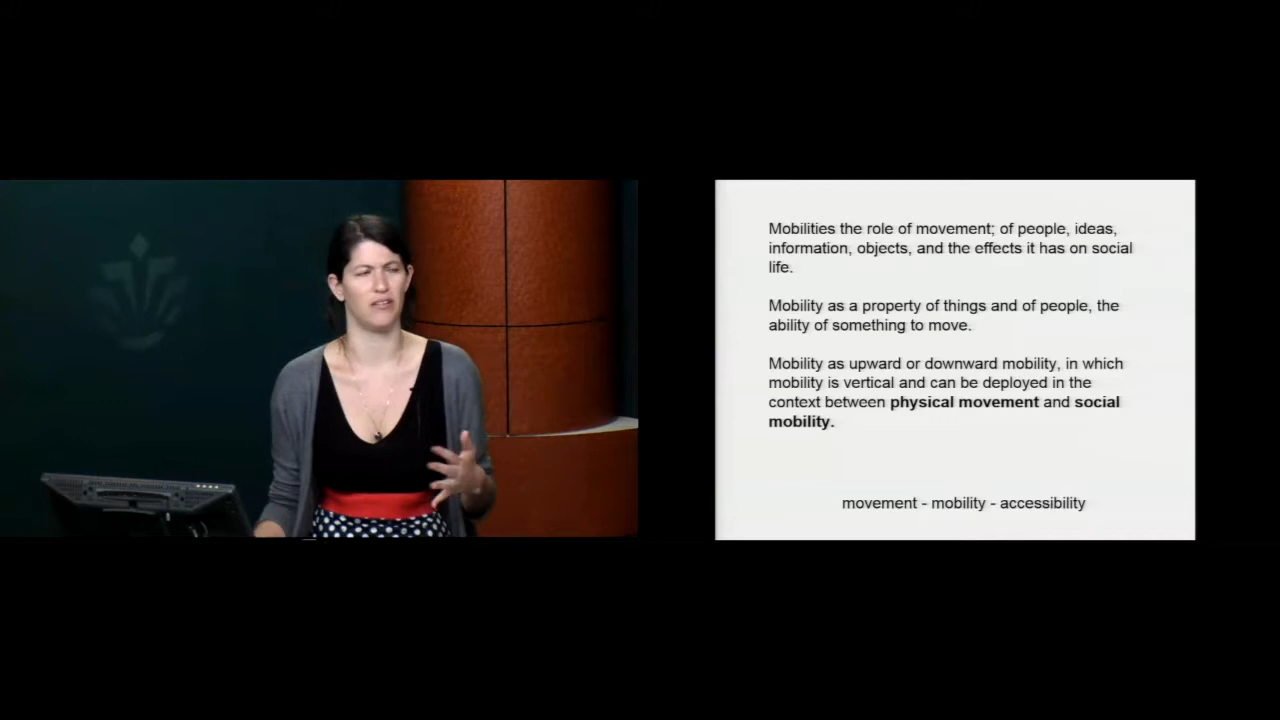 Mobilities the role of movement; of people, ideas,
information, objects, and the effects it has on social
life.
Mobility as a property of things and of people, the
ability of something to move.
Mobility as upward or downward mobility, in which
mobility is vertical and can be deployed in the
context between physical movement and social
mobility.
movement - mobility - accessibility